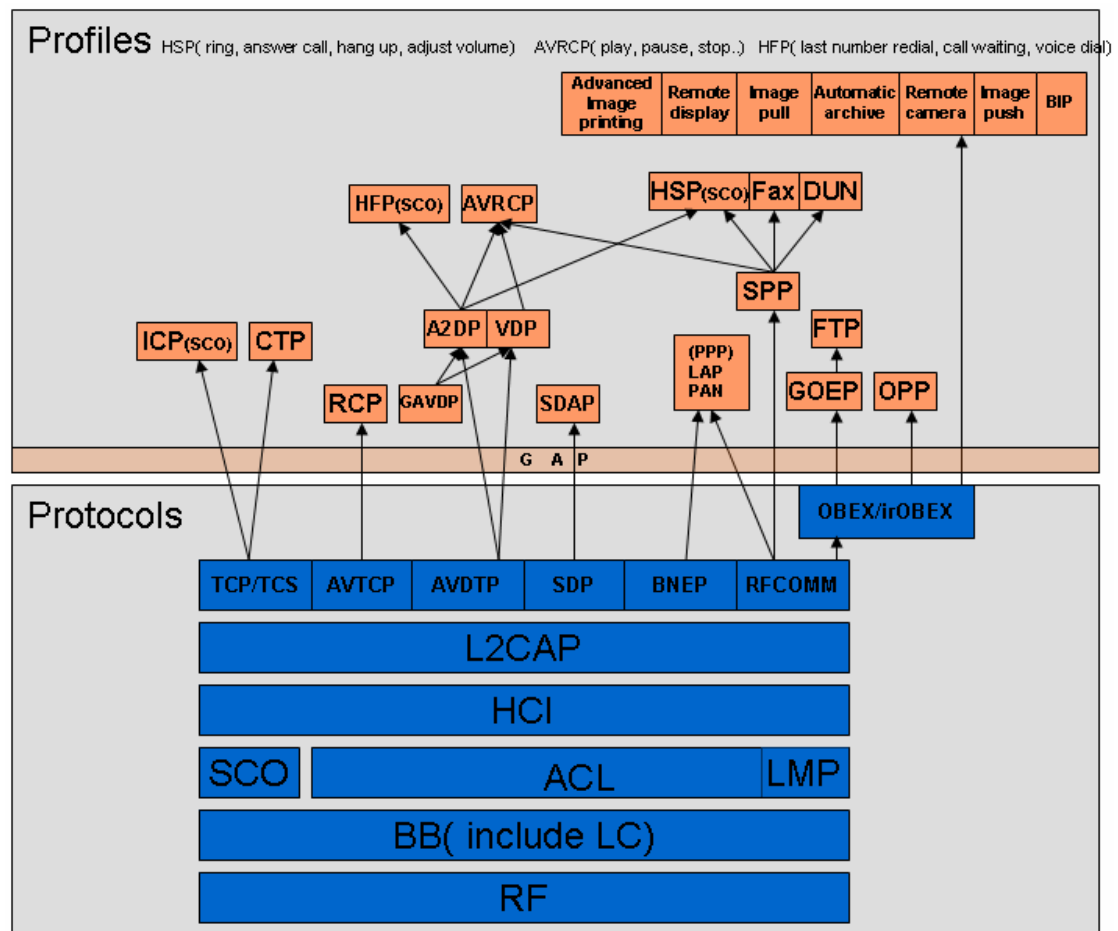 Profiles HSP( ring, answer call, hang up, adjust volume) AVRCP( play, pause, stop..) HFP( last number redial, call waiting, voice dial)
Advanced Image printing
Remote display
Image pull
Automatic archive
Remote camera
Image push
BIP
HFP(SCO)
AVRCP
HSP(SCO)
Fax
DUN
SPP
ICP(SCO)
CTP
A2DP
VDP
FTP
(PPP)
LAP
PAN
RCP
GAVDP
SDAP
GOEP
OPP
G A P
Protocols
OBEX/irOBEX
TCP/TCS
AVTCP
AVDTP
SDP
BNEP
RFCOMM
L2CAP
HCI
SCO
ACL
LMP
BB( include LC)
RF